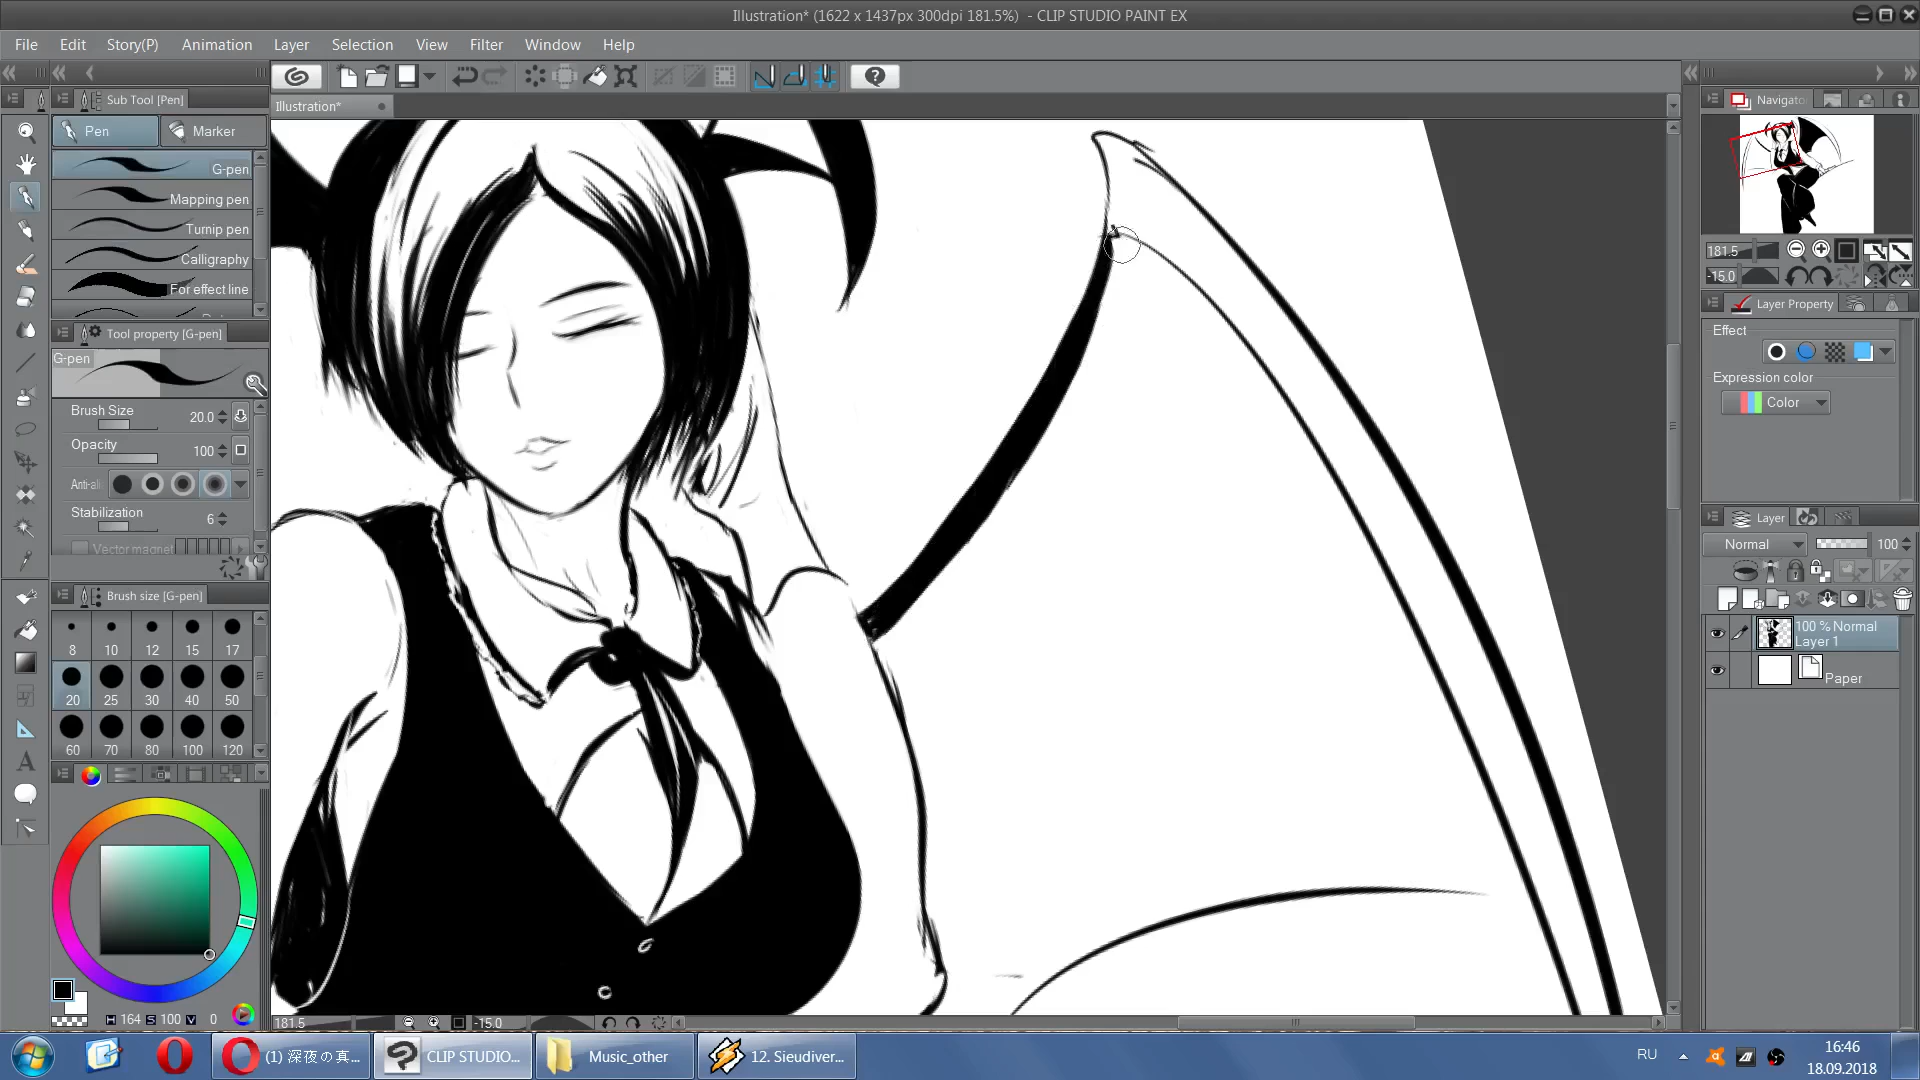 Illustration* (1622 x 1437px 300dpi 181.5%) - CLIP STUDIO PAINT EX
File Edit Story(P) Animation Layer Selection View Filter Window Help
Sub Tool [Pen]
Illustration*
Navigato
Pen Marker
G-pen
Mapping pen
Turnip pen
Calligraphy
For effect line
Tool property [G-pen]
G-pen
Brush Size 20.0
Opacity 100
Anti-ali
Stabilization 6
Vector magnet
Brush size [G-pen]
8 10 12 15 17
20 25 30 40 50
60 70 80 100 120
H 164 S 100 V 0
181.5 -15.0
181.5
-15.0
Layer Property
Effect
Expression color
Color
Layer
Normal 100
100 % Normal
Layer 1
Paper
(1) 深夜の真...
CLIP STUDIO...
Music_other
12. Sieudiver...
RU
16:46
18.09.2018